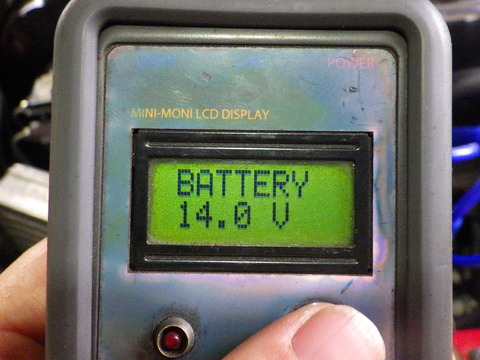 POWER
MINI-MONI LCD DISPLAY
BATTERY
14.0 V